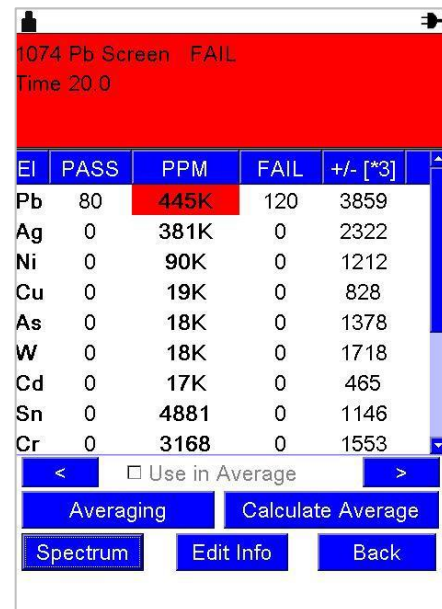 1074 Pb Screen FAIL
Time 20.0
El PASS PPM FAIL +/- [*3]
Pb 80 445K 120 3859
Ag 0 381K 0 2322
Ni 0 90K 0 1212
Cu 0 19K 0 828
As 0 18K 0 1378
W 0 18K 0 1718
Cd 0 17K 0 465
Sn 0 4881 0 1146
Cr 0 3168 0 1553
< Use in Average >
Averaging Calculate Average
Spectrum Edit Info Back